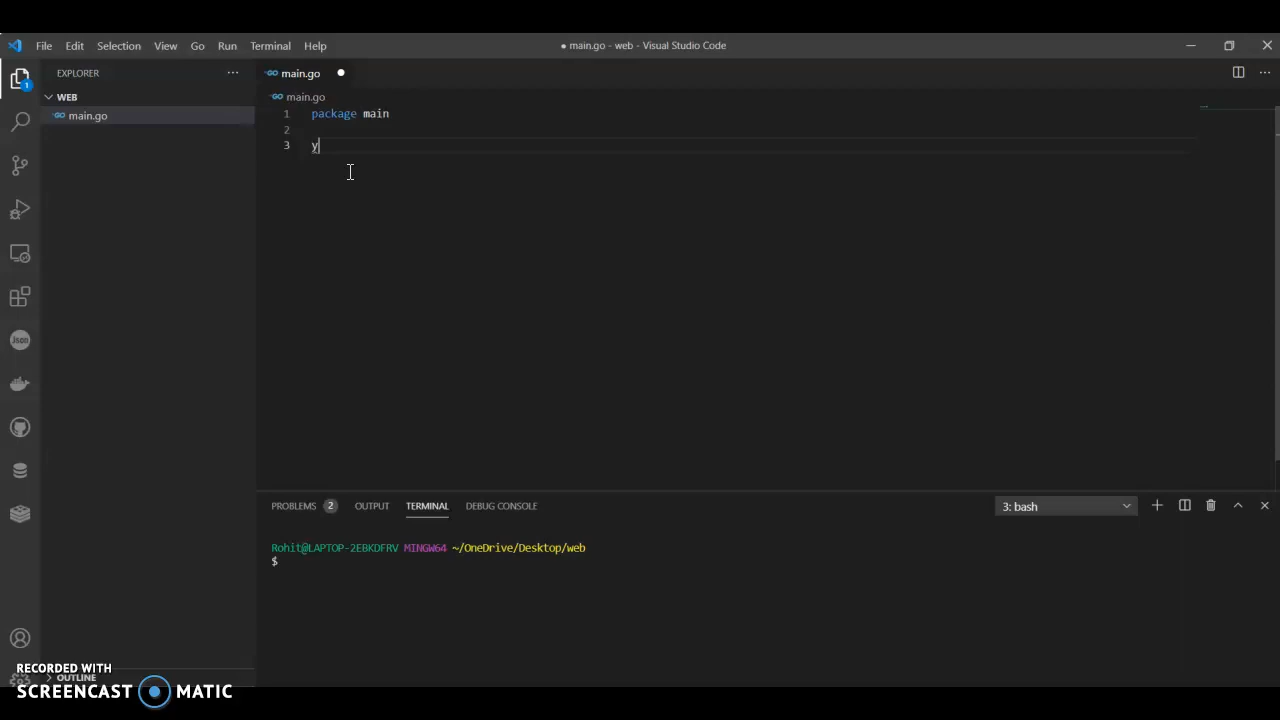 File Edit Selection View Go Run Terminal Help
● main.go - web - Visual Studio Code
EXPLORER
main.go
WEB
main.go
main.go
1 package main
2
3 y
1
Json
PROBLEMS 2 OUTPUT TERMINAL DEBUG CONSOLE
3: bash
Rohit@LAPTOP-2EBKDFRV MINGW64 ~/OneDrive/Desktop/web
$
OUTLINE
RECORDED WITH
SCREENCAST MATIC